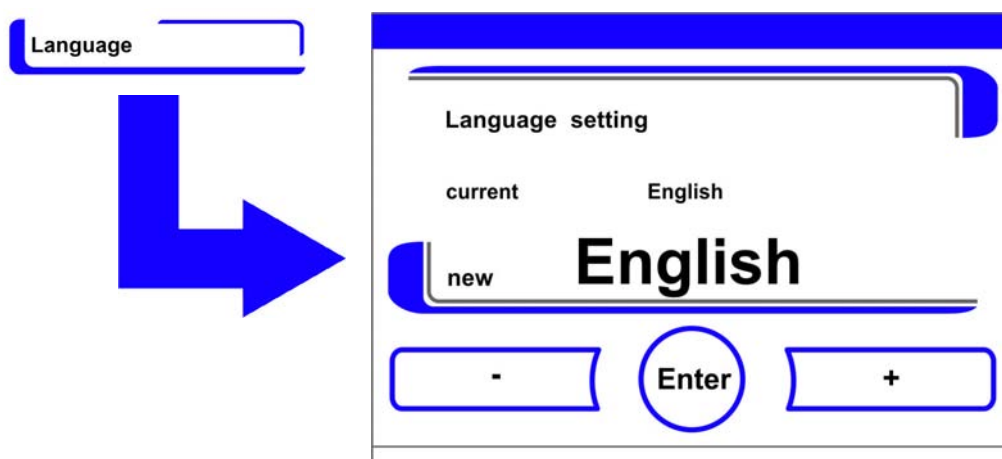 Language
Language setting
current English
new English
- Enter +